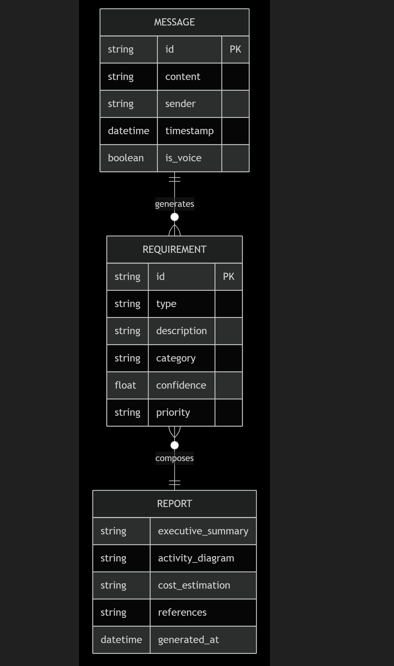 MESSAGE
string id PK
string content
string sender
datetime timestamp
boolean is_voice
generates
REQUIREMENT
string id PK
string type
string description
string category
float confidence
string priority
composes
REPORT
string executive_summary
string activity_diagram
string cost_estimation
string references
datetime generated_at